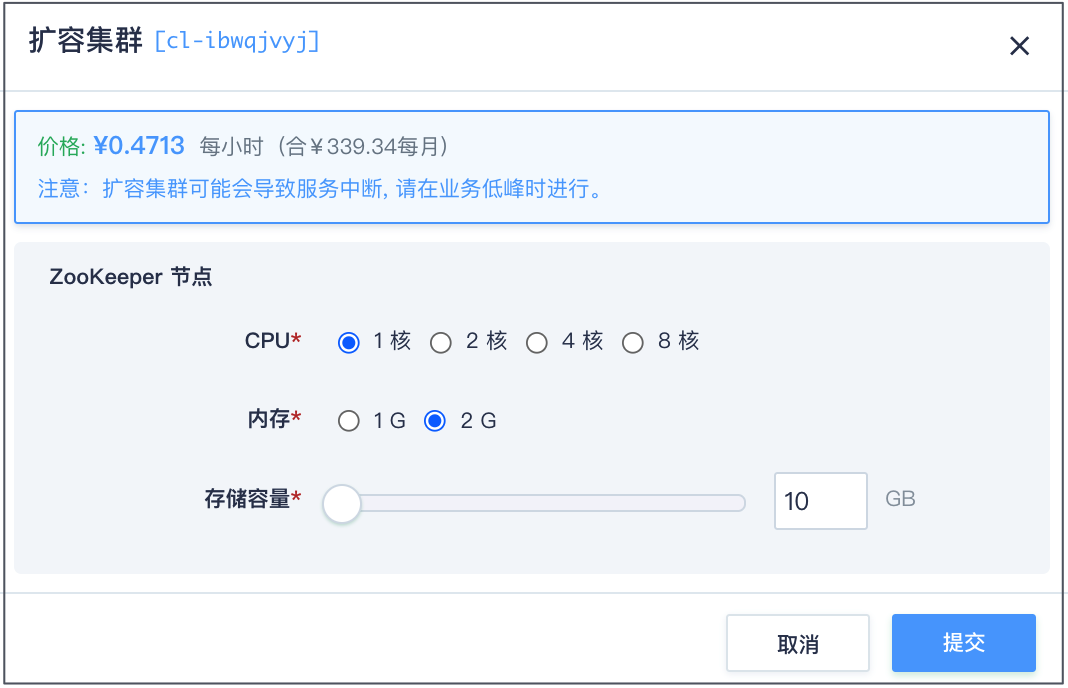 扩容集群 [cl-ibwqjvyj]
价格: ¥0.4713 每小时（合￥339.34每月）
注意：扩容集群可能会导致服务中断, 请在业务低峰时进行。
ZooKeeper 节点
CPU* 1 核 2 核 4 核 8 核
内存* 1 G 2 G
存储容量* 10 GB
取消 提交